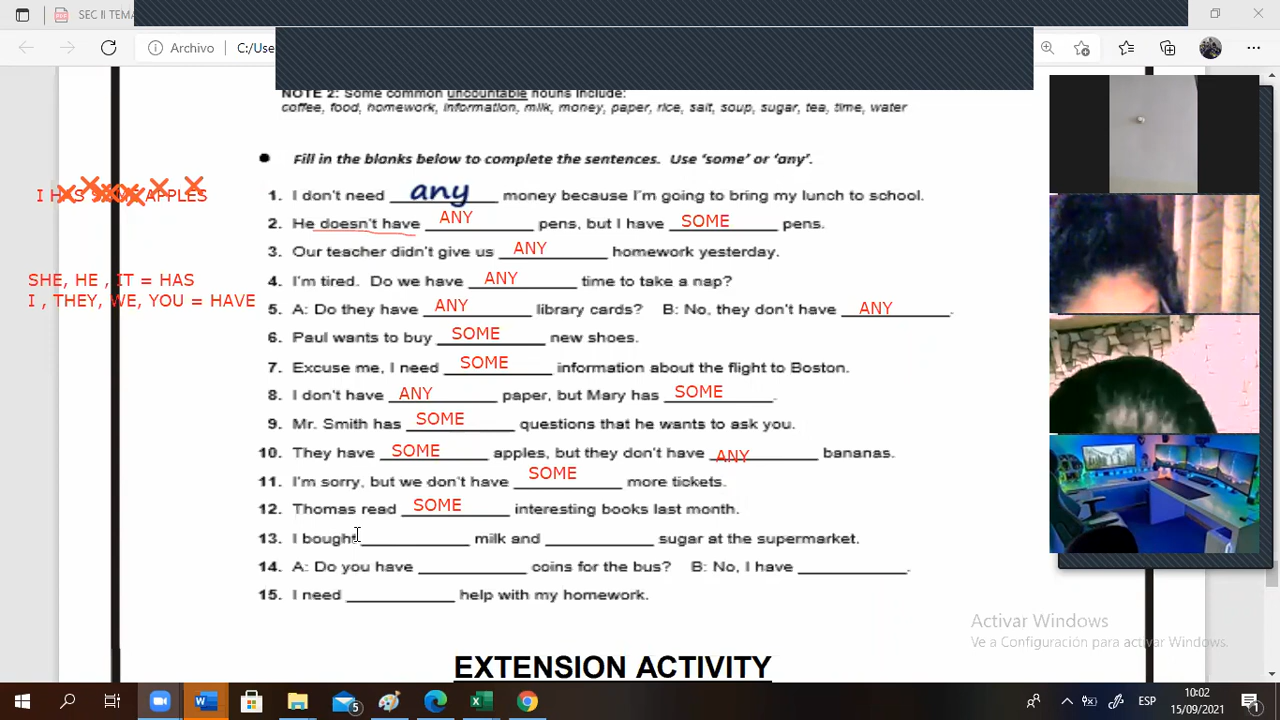 SEC II TEMA
Archivo
C:/Use
NOTE 2: Some common uncountable nouns include:
coffee, food, homework, information, milk, money, paper, rice, salt, soup, sugar, tea, time, water
● Fill in the blanks below to complete the sentences. Use 'some' or 'any'.
I HAS SOME APPLES
1. I don't need any money because I'm going to bring my lunch to school.
2. He doesn't have ANY pens, but I have SOME pens.
3. Our teacher didn't give us ANY homework yesterday.
SHE, HE , IT = HAS
I , THEY, WE, YOU = HAVE
4. I'm tired. Do we have ANY time to take a nap?
5. A: Do they have ANY library cards? B: No, they don't have ANY.
6. Paul wants to buy SOME new shoes.
7. Excuse me, I need SOME information about the flight to Boston.
8. I don't have ANY paper, but Mary has SOME.
9. Mr. Smith has SOME questions that he wants to ask you.
10. They have SOME apples, but they don't have ANY bananas.
11. I'm sorry, but we don't have SOME more tickets.
12. Thomas read SOME interesting books last month.
13. I bought ____________ milk and ____________ sugar at the supermarket.
14. A: Do you have ____________ coins for the bus? B: No, I have ____________.
15. I need ____________ help with my homework.
EXTENSION ACTIVITY
Activar Windows
Ve a Configuración para activar Windows.
5
ESP
10:02
15/09/2021
1